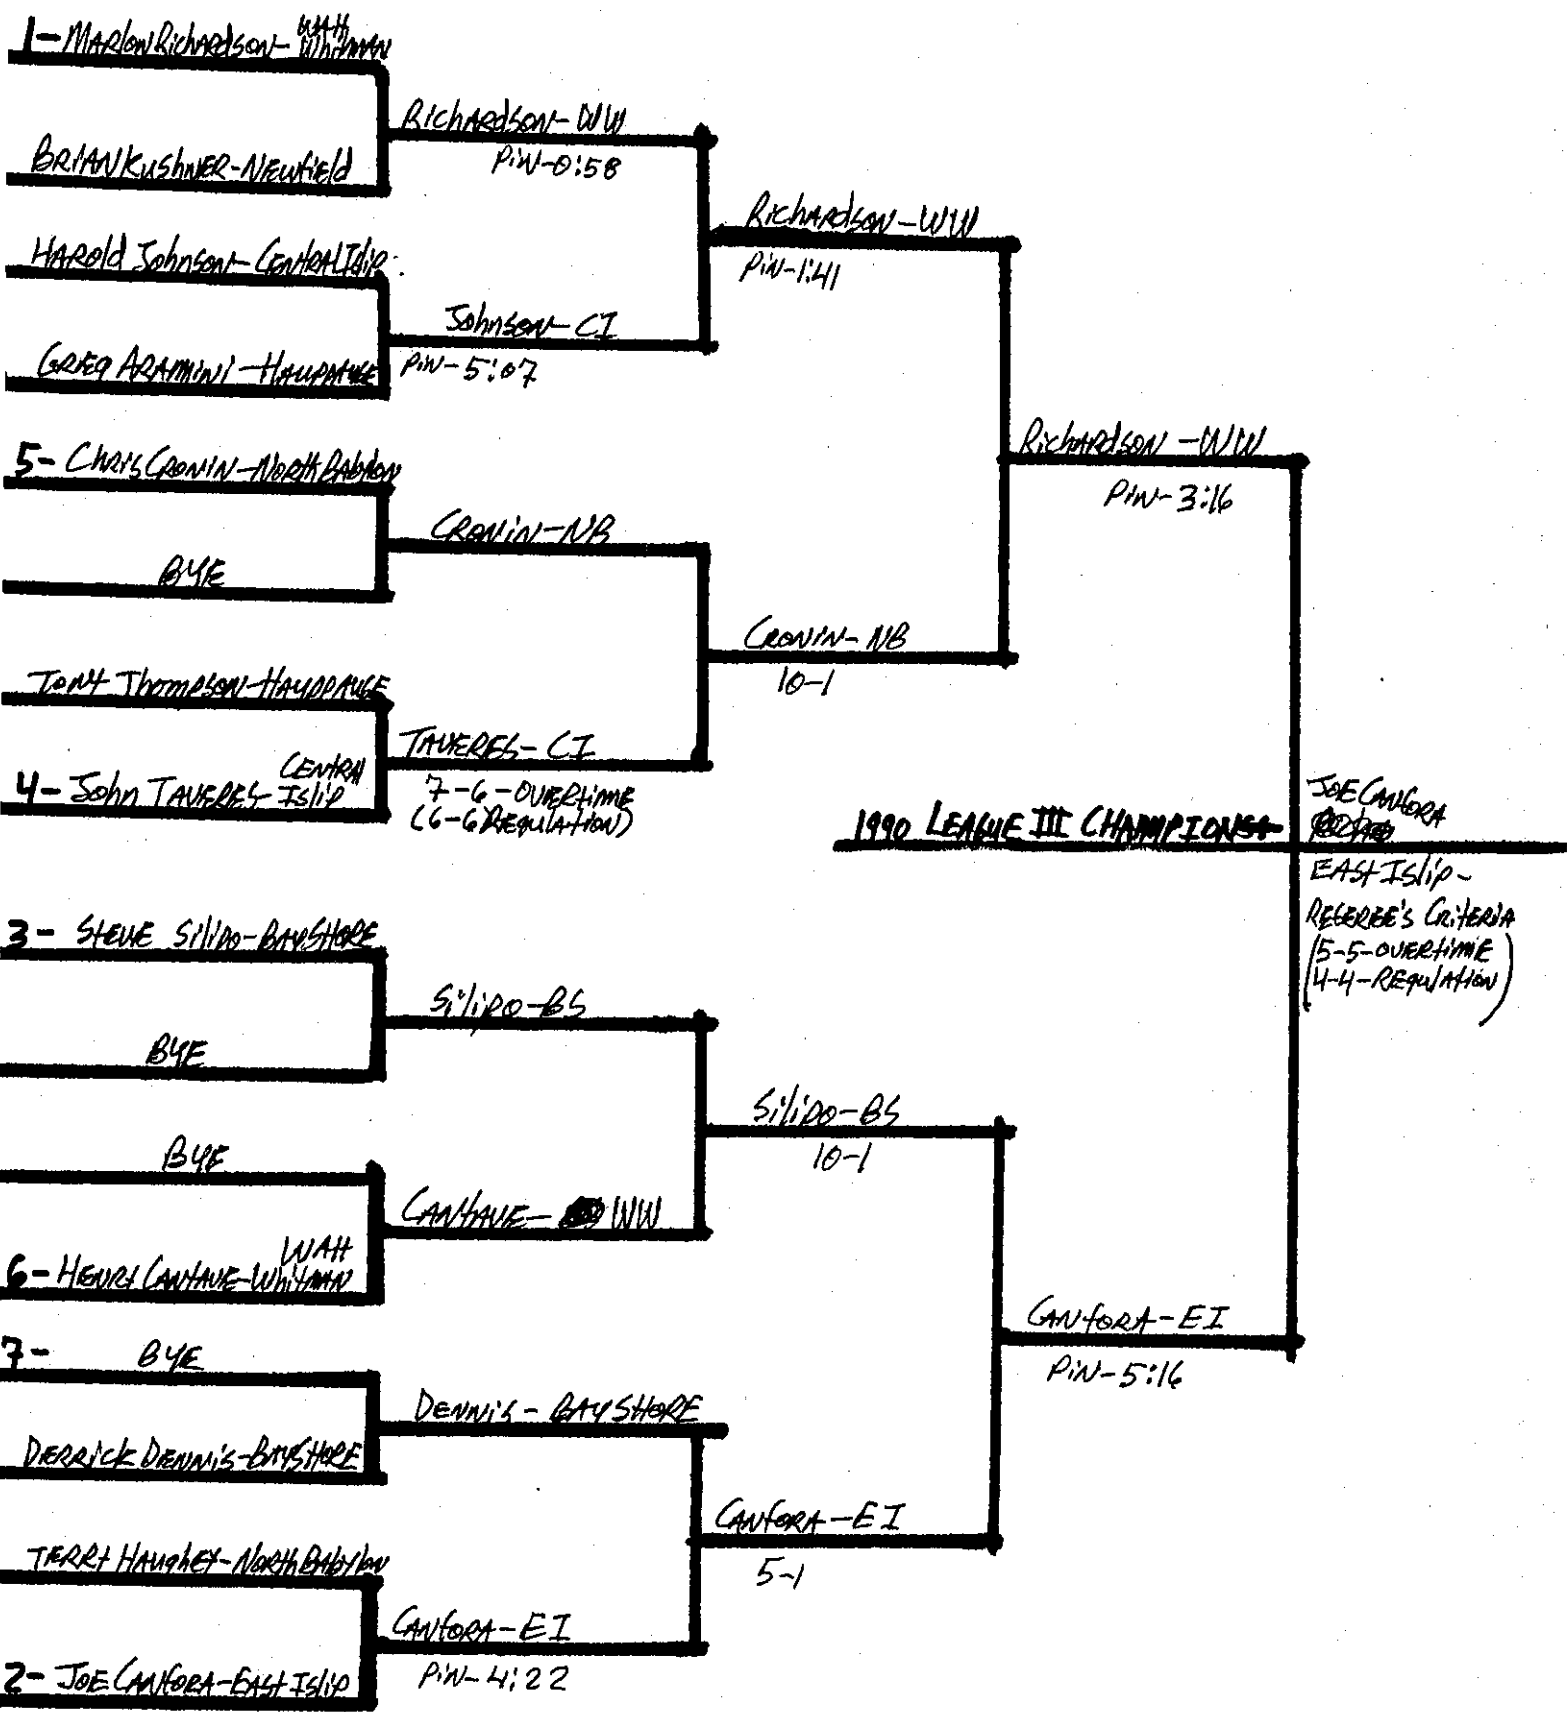 1- MARlON RichARdSON- WAH Whitman
BRIAN KUShNER-NEWfield
HAROld Johnson- CENtRAl Islip
GREG ARAMINI-HAUPPAUGE
5- ChRiS CRONIN-NORth BAbylON
BYE
TONY Thompson-HAUPPAUGE
4- John TAVERES- CENtRAl Islip
3- StEVE SilipO-BAYSHORE
BYE
BYE
6- HENRY CANtAVE-WAH WhitMAN
7- BYE
DERRICK DENNiS-BAYSHORE
TERRY HAUghEY-NORth BAbylon
2- JOE CANfORA-EASt Islip
RichARdSON-WW
PiN-0:58
Johnson-CI
PiN-5:07
CRONiN-NB
TAVERES-CI
7-6-OVERtimE
(6-6 REGulAtiON)
SilipO-BS
CANtAVE- WW
DENNiS- BAYSHORE
CANfORA-EI
PiN-4:22
RichARdSON-WW
PiN-1:41
CRONiN-NB
10-1
SilipO-BS
10-1
CANfORA-EI
5-1
RichARdSON-WW
PiN-3:16
CANfORA-EI
PiN-5:16
1990 LEAGUE III CHAMPION
JOE CANfORA
EASt Islip-
REfEREE'S CRitERiA
(5-5-OVERtimE
4-4-REGulAtiON)